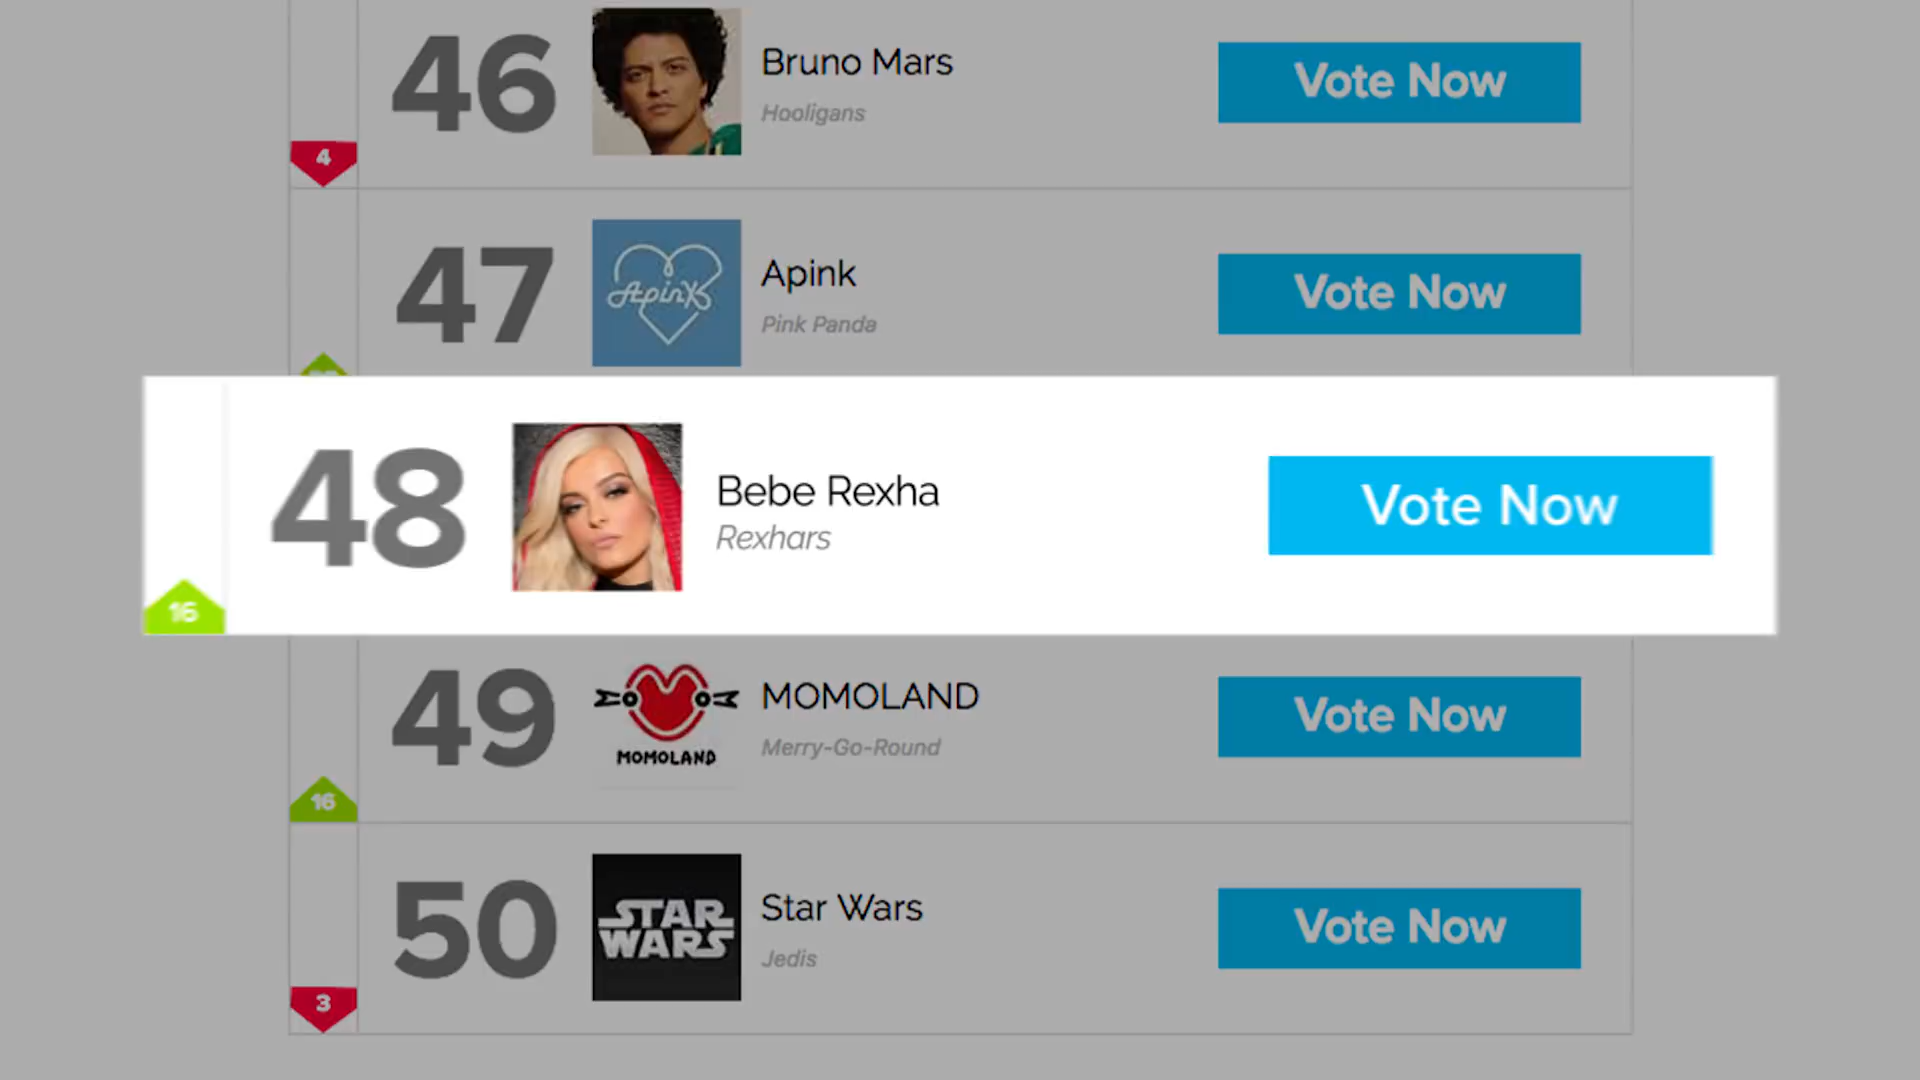 46
Bruno Mars
Hooligans
Vote Now
4
47
Apink
Apink
Pink Panda
Vote Now
48
Bebe Rexha
Rexhars
Vote Now
16
49
MOMOLAND
MOMOLAND
Merry-Go-Round
Vote Now
16
50
STAR
WARS
Star Wars
Jedis
Vote Now
3